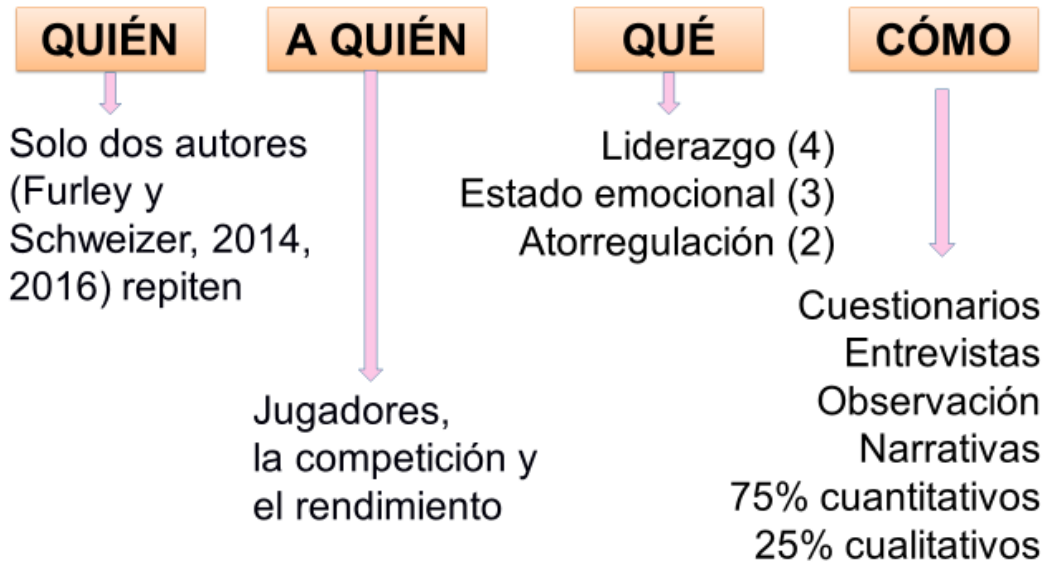 QUIÉN
Solo dos autores
(Furley y
Schweizer, 2014,
2016) repiten
A QUIÉN
Jugadores,
la competición y
el rendimiento
QUÉ
Liderazgo (4)
Estado emocional (3)
Atorregulación (2)
CÓMO
Cuestionarios
Entrevistas
Observación
Narrativas
75% cuantitativos
25% cualitativos